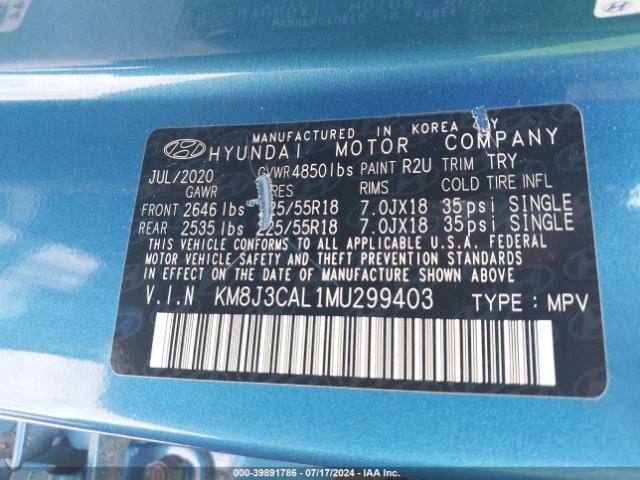 MANUFACTURED IN KOREA BY
HYUNDAI MOTOR COMPANY
JUL/2020 GVWR 4850lbs PAINT R2U TRIM TRY
GAWR RIMS COLD TIRE INFL
FRONT 2646 lbs 225/55R18 7.0JX18 35psi SINGLE
REAR 2535 lbs 225/55R18 7.0JX18 35psi SINGLE
THIS VEHICLE CONFORMS TO ALL APPLICABLE U.S.A. FEDERAL
MOTOR VEHICLE SAFETY, BUMPER, AND THEFT PREVENTION
STANDARDS IN EFFECT ON THE DATE OF MANUFACTURE SHOWN ABOVE.
V.I.N KM8J3CAL1MU299403 TYPE : MPV
000-39891786 - 07/17/2024 - IAA Inc.